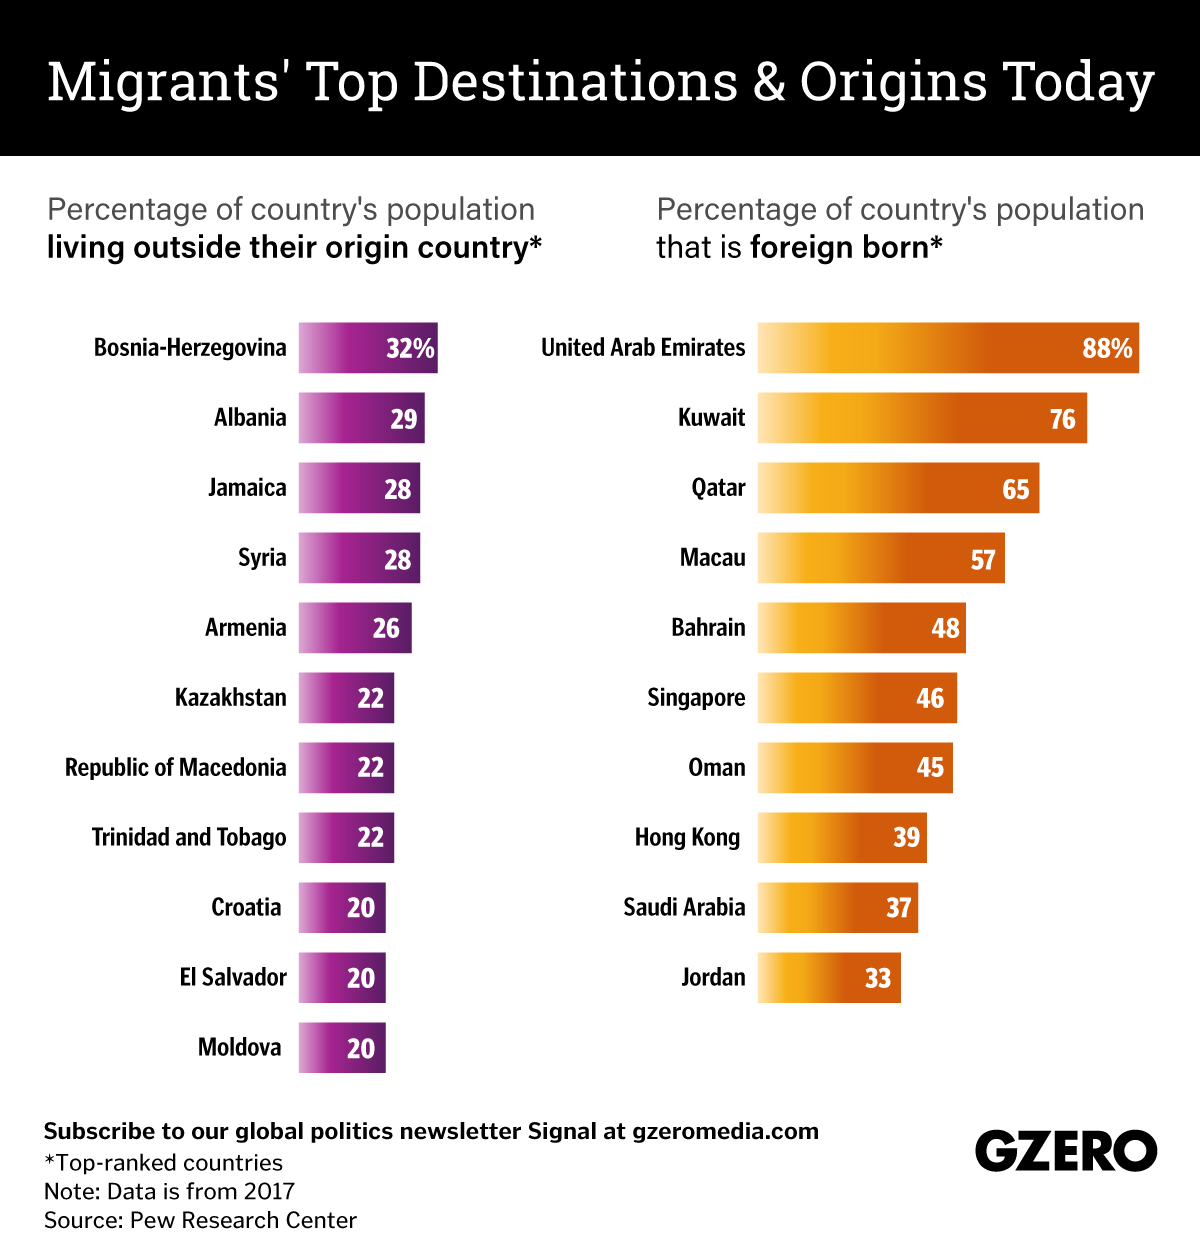 Migrants' Top Destinations & Origins Today
Percentage of country's population
living outside their origin country*
Bosnia-Herzegovina 32%
Albania 29
Jamaica 28
Syria 28
Armenia 26
Kazakhstan 22
Republic of Macedonia 22
Trinidad and Tobago 22
Croatia 20
El Salvador 20
Moldova 20
Percentage of country's population
that is foreign born*
United Arab Emirates 88%
Kuwait 76
Qatar 65
Macau 57
Bahrain 48
Singapore 46
Oman 45
Hong Kong 39
Saudi Arabia 37
Jordan 33
Subscribe to our global politics newsletter Signal at gzeromedia.com
*Top-ranked countries
Note: Data is from 2017
Source: Pew Research Center
GZERO